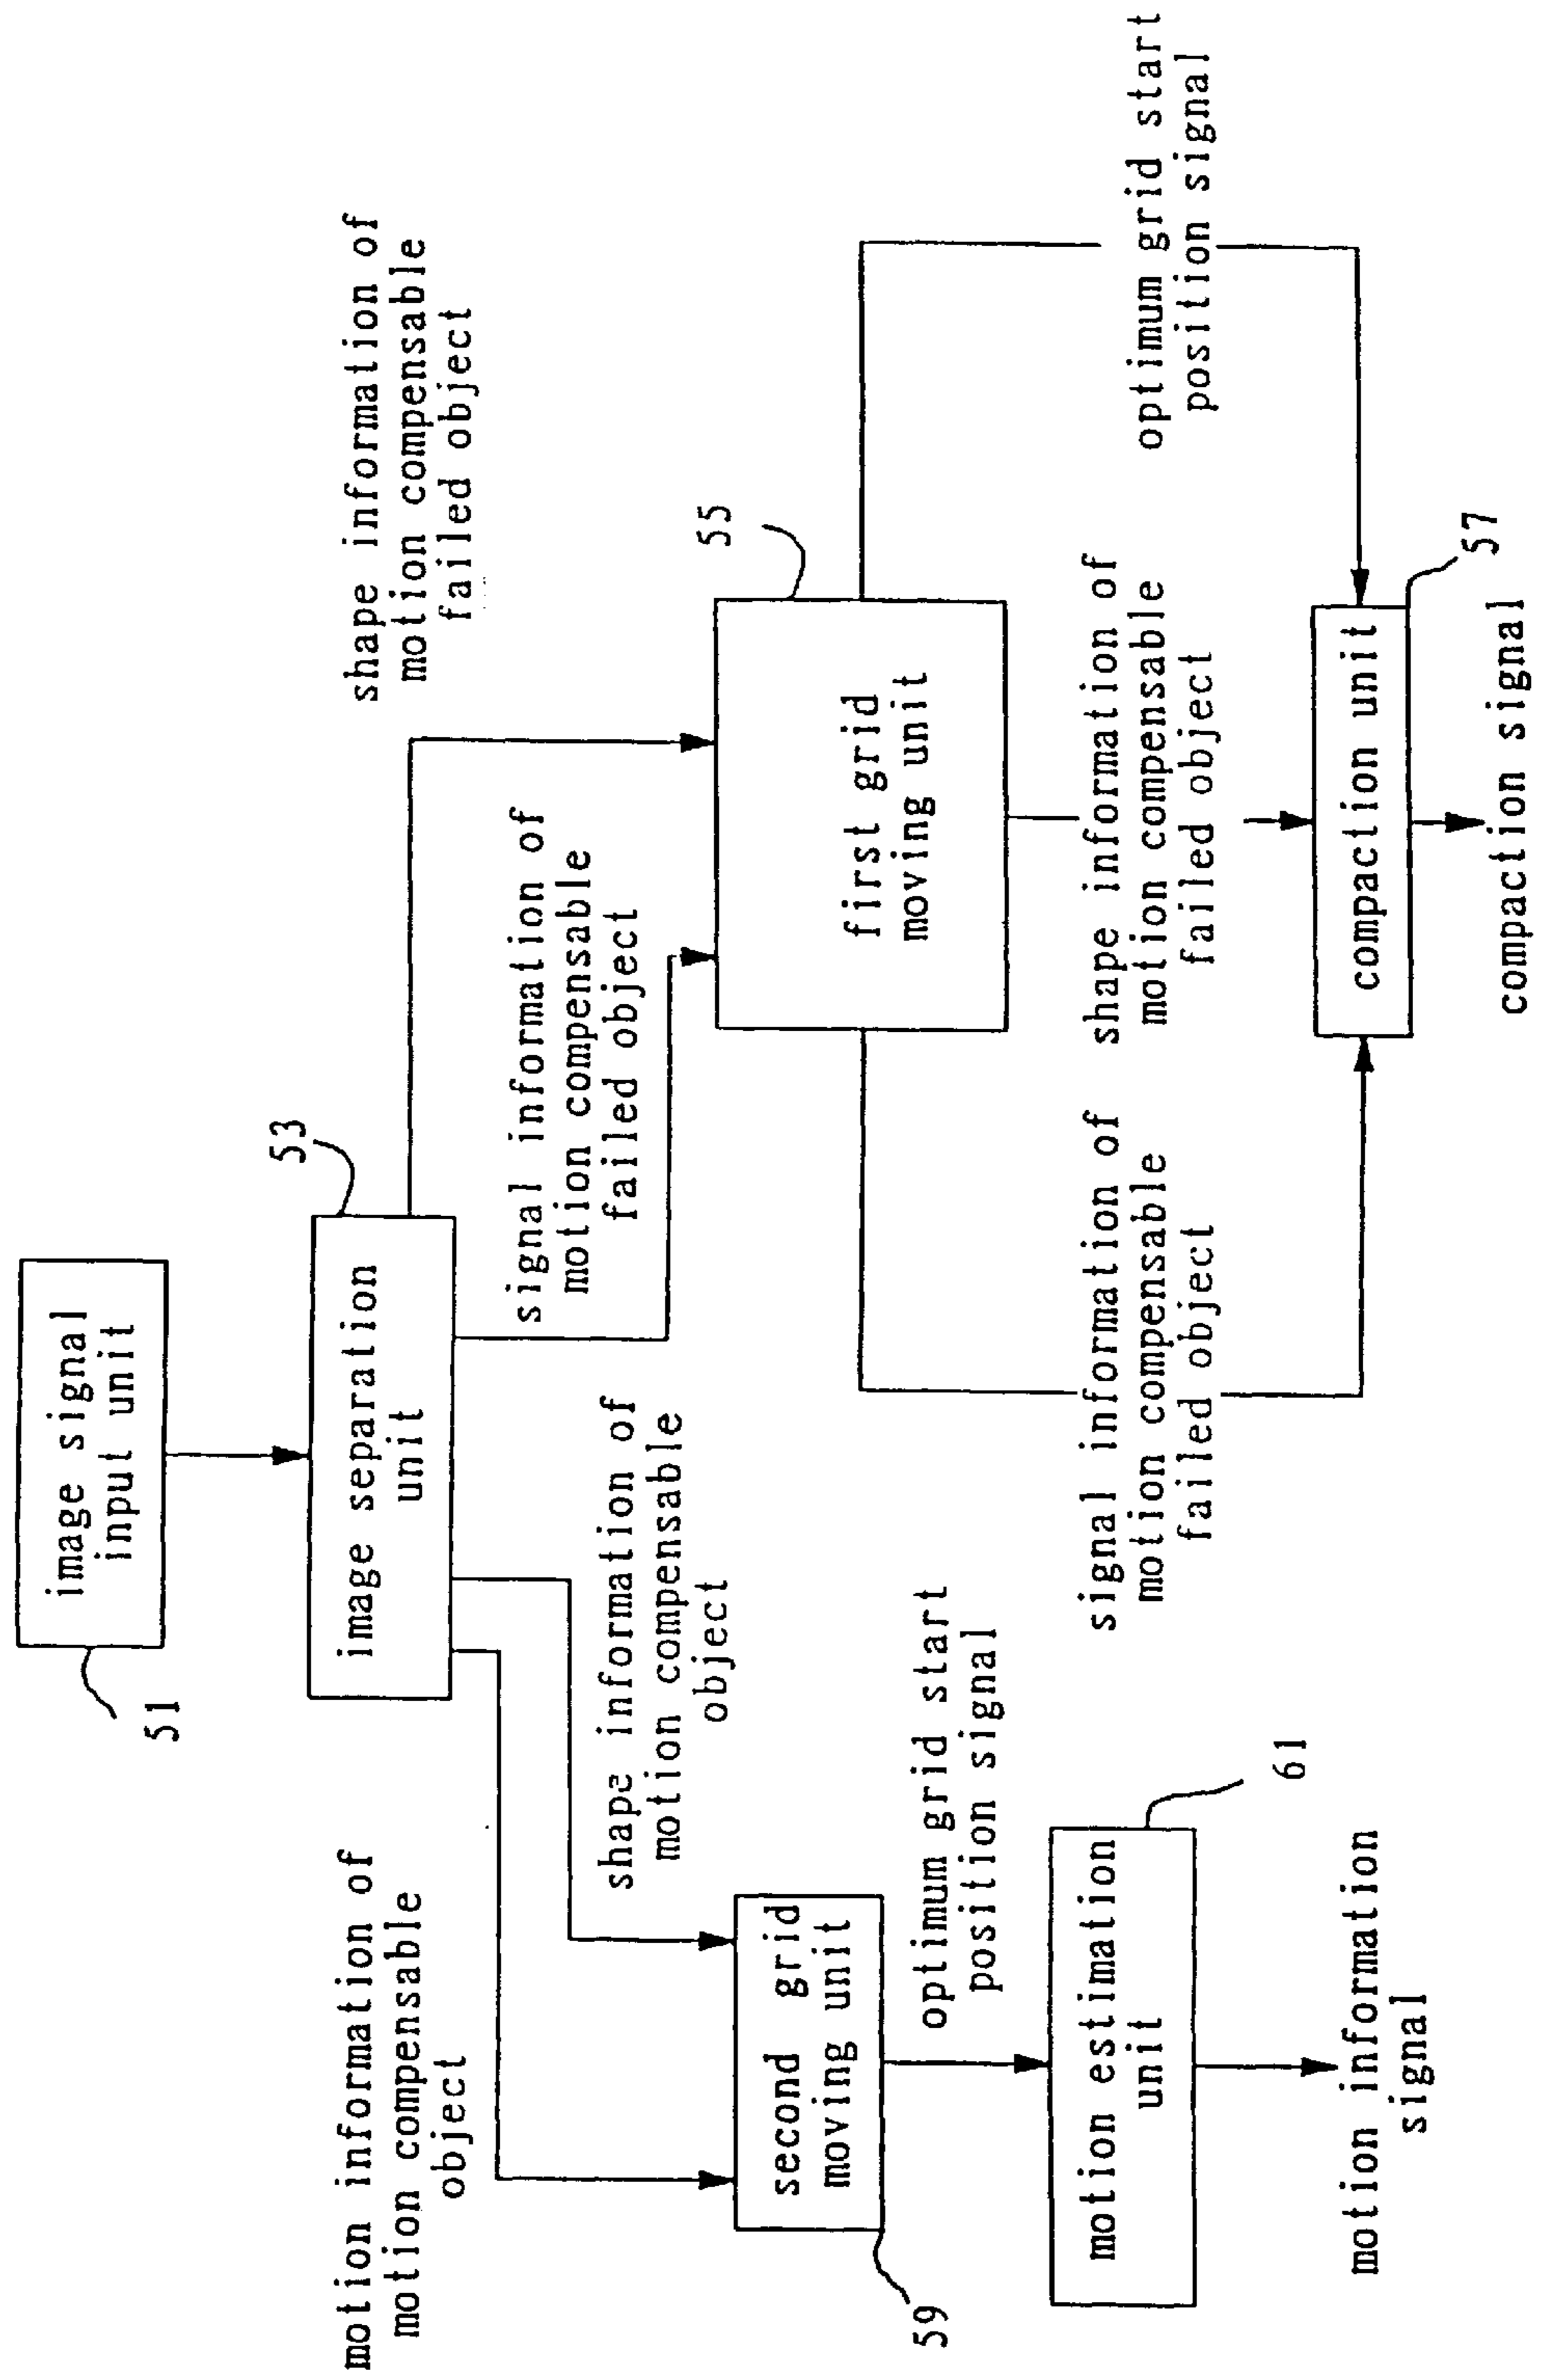 image signal
input unit
51
image separation
unit
53
motion information of
motion compensable
object
shape information of
motion compensable
object
signal information of
motion compensable
failed object
shape information of
motion compensable
failed object
second grid
moving unit
59
first grid
moving unit
55
optimum grid start
position signal
signal information of
motion compensable
failed object
shape information of
motion compensable
failed object
optimum grid start
position signal
motion estimation
unit
61
compaction unit
57
motion information
signal
compaction signal